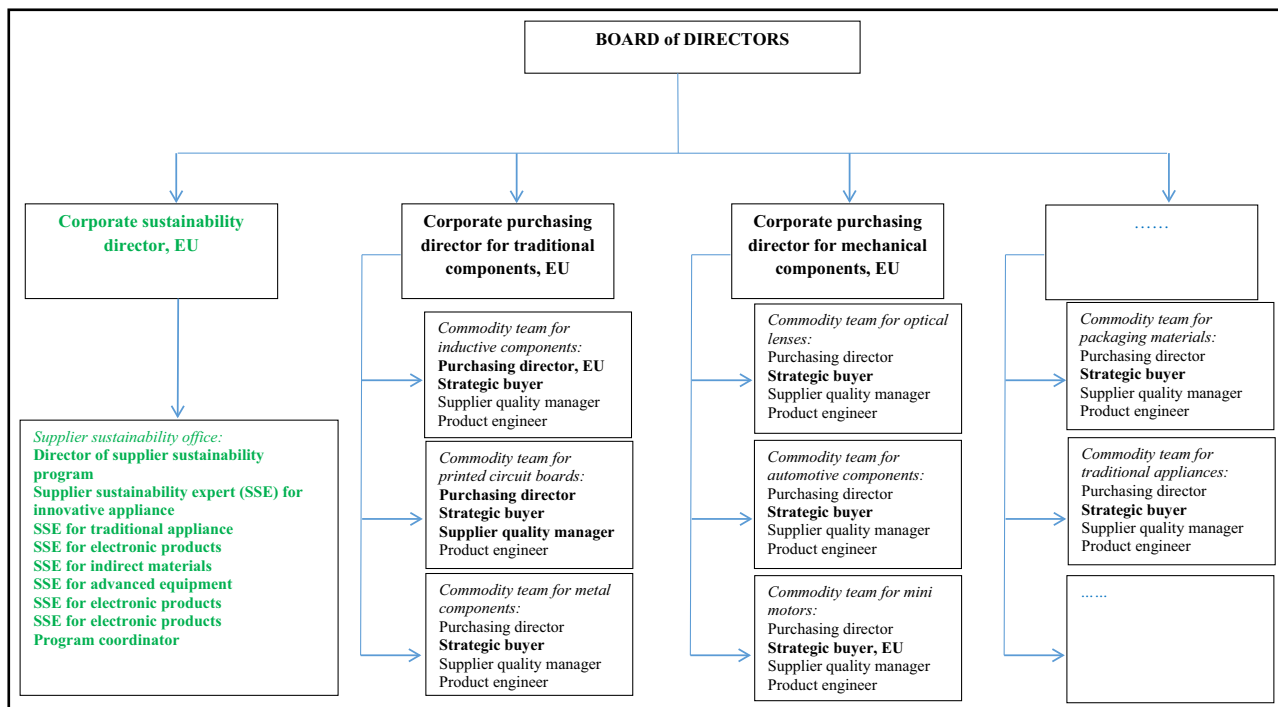 BOARD of DIRECTORS
Corporate sustainability
director, EU
Corporate purchasing
director for traditional
components, EU
Corporate purchasing
director for mechanical
components, EU
……
Supplier sustainability office:
Director of supplier sustainability
program
Supplier sustainability expert (SSE) for
innovative appliance
SSE for traditional appliance
SSE for electronic products
SSE for indirect materials
SSE for advanced equipment
SSE for electronic products
SSE for electronic products
Program coordinator
Commodity team for
inductive components:
Purchasing director, EU
Strategic buyer
Supplier quality manager
Product engineer
Commodity team for
printed circuit boards:
Purchasing director
Strategic buyer
Supplier quality manager
Product engineer
Commodity team for metal
components:
Purchasing director
Strategic buyer
Supplier quality manager
Product engineer
Commodity team for optical
lenses:
Purchasing director
Strategic buyer
Supplier quality manager
Product engineer
Commodity team for
automotive components:
Purchasing director
Strategic buyer
Supplier quality manager
Product engineer
Commodity team for mini
motors:
Purchasing director
Strategic buyer, EU
Supplier quality manager
Product engineer
Commodity team for
packaging materials:
Purchasing director
Strategic buyer
Supplier quality manager
Product engineer
Commodity team for
traditional appliances:
Purchasing director
Strategic buyer
Supplier quality manager
Product engineer
……